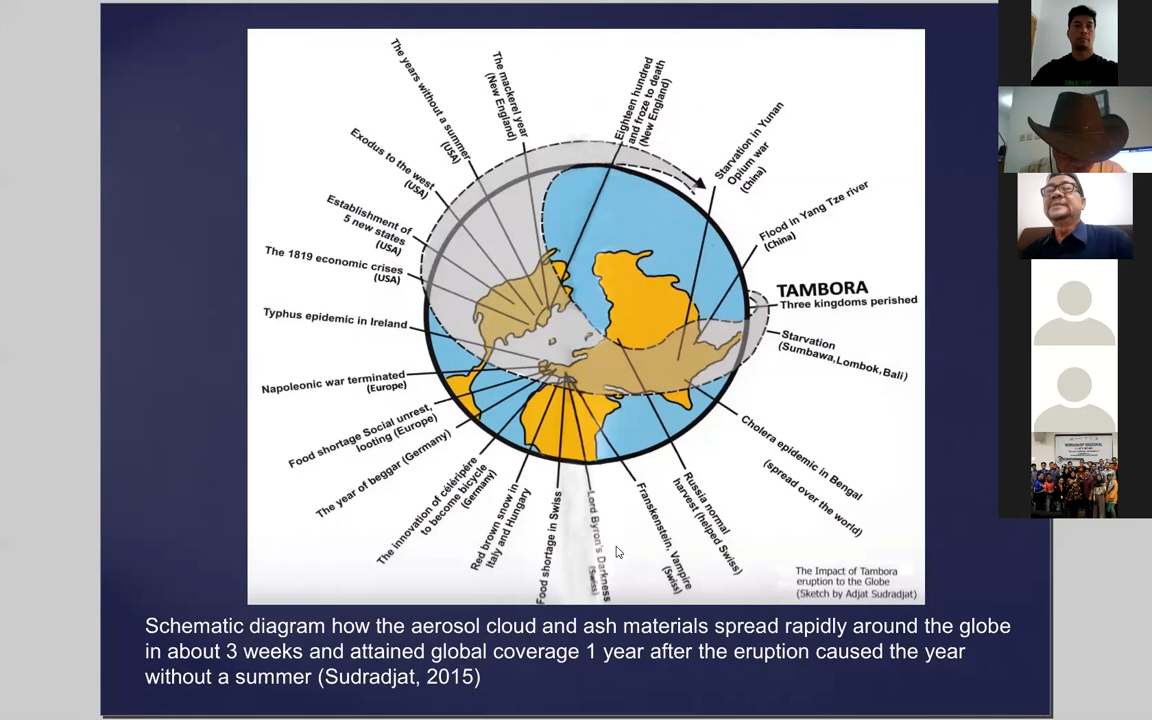 The years without a summer
(USA)
The mackerel year
(New England)
Eighteen hundred
and froze to death
(New England)
Starvation in Yunan
Opium war
(China)
Exodus to the west
(USA)
Flood in Yang Tze river
(China)
Establishment of
5 new states
(USA)
The 1819 economic crises
(USA)
TAMBORA
Three kingdoms perished
Typhus epidemic in Ireland
Starvation
(Sumbawa,Lombok,Bali)
Napoleonic war terminated
(Europe)
Food shortage Social unrest,
looting (Europe)
The year of beggar (Germany)
The innovation of céléripére
to become bicycle
(Germany)
Red brown snow in
Italy and Hungary
Food shortage in Swiss
Lord Byron's Darkness
(Swiss)
Franskenstein, Vampire
(Swiss)
Russia normal
harvest (helped Swiss)
Cholera epidemic in Bengal
(spread over the world)
The Impact of Tambora
eruption to the Globe
(Sketch by Adjat Sudradjat)
Schematic diagram how the aerosol cloud and ash materials spread rapidly around the globe
in about 3 weeks and attained global coverage 1 year after the eruption caused the year
without a summer (Sudradjat, 2015)